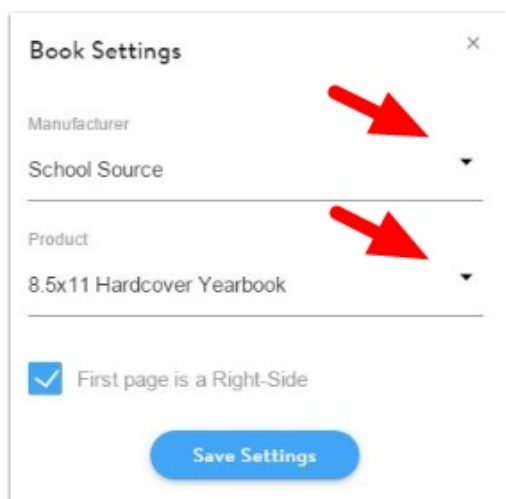 Book Settings
Manufacturer
School Source
Product
8.5x11 Hardcover Yearbook
First page is a Right-Side
Save Settings